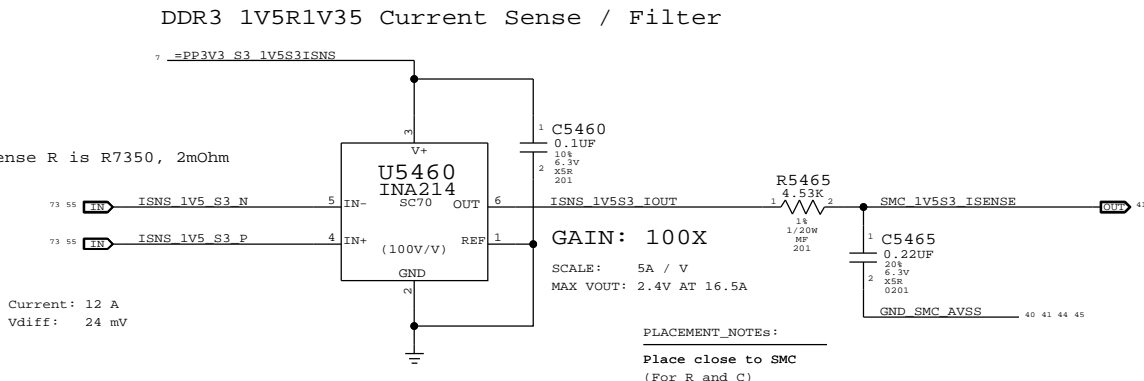 DDR3 1V5R1V35 Current Sense / Filter
7 =PP3V3_S3_1V5S3ISNS
3
V+
1 C5460
0.1UF
10%
6.3V
2 X5R
201
ense R is R7350, 2mOhm
U5460
INA214
SC70
73 55 IN ISNS_1V5_S3_N 5 IN- OUT 6 ISNS_1V5S3_IOUT
R5465
4.53K
1 2
1%
1/20W
MF
201
SMC_1V5S3_ISENSE OUT 41
73 55 IN ISNS_1V5_S3_P 4 IN+ REF 1
(100V/V)
GND
2
GAIN: 100X
SCALE: 5A / V
MAX VOUT: 2.4V AT 16.5A
1 C5465
0.22UF
20%
6.3V
2 X5R
0201
GND_SMC_AVSS 40 41 44 45
Current: 12 A
Vdiff: 24 mV
PLACEMENT_NOTEs:
Place close to SMC
(For R and C)